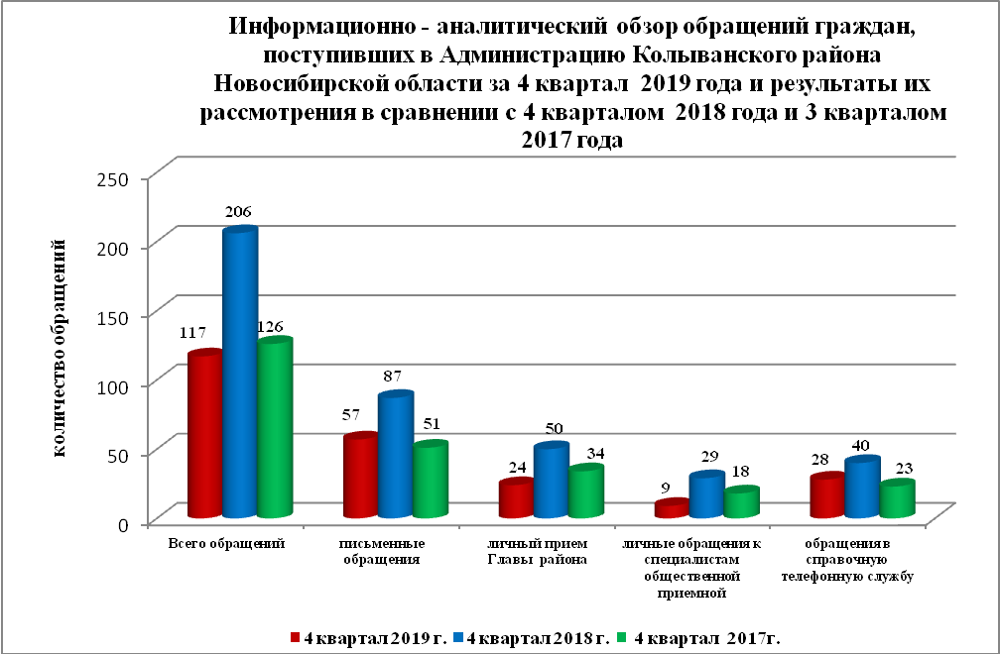 Информационно - аналитический обзор обращений граждан,
поступивших в Администрацию Колыванского района
Новосибирской области за 4 квартал 2019 года и результаты их
рассмотрения в сравнении с 4 кварталом 2018 года и 3 кварталом
2017 года
количество обращений
250
200
150
100
50
0
117
206
126
57
87
51
24
50
34
9
29
18
28
40
23
Всего обращений
письменные
обращения
личный прием
Главы района
личные обращения к
специалистам
общественной
приемной
обращения в
справочную
телефонную службу
4 квартал 2019 г.
4 квартал 2018 г.
4 квартал 2017г.